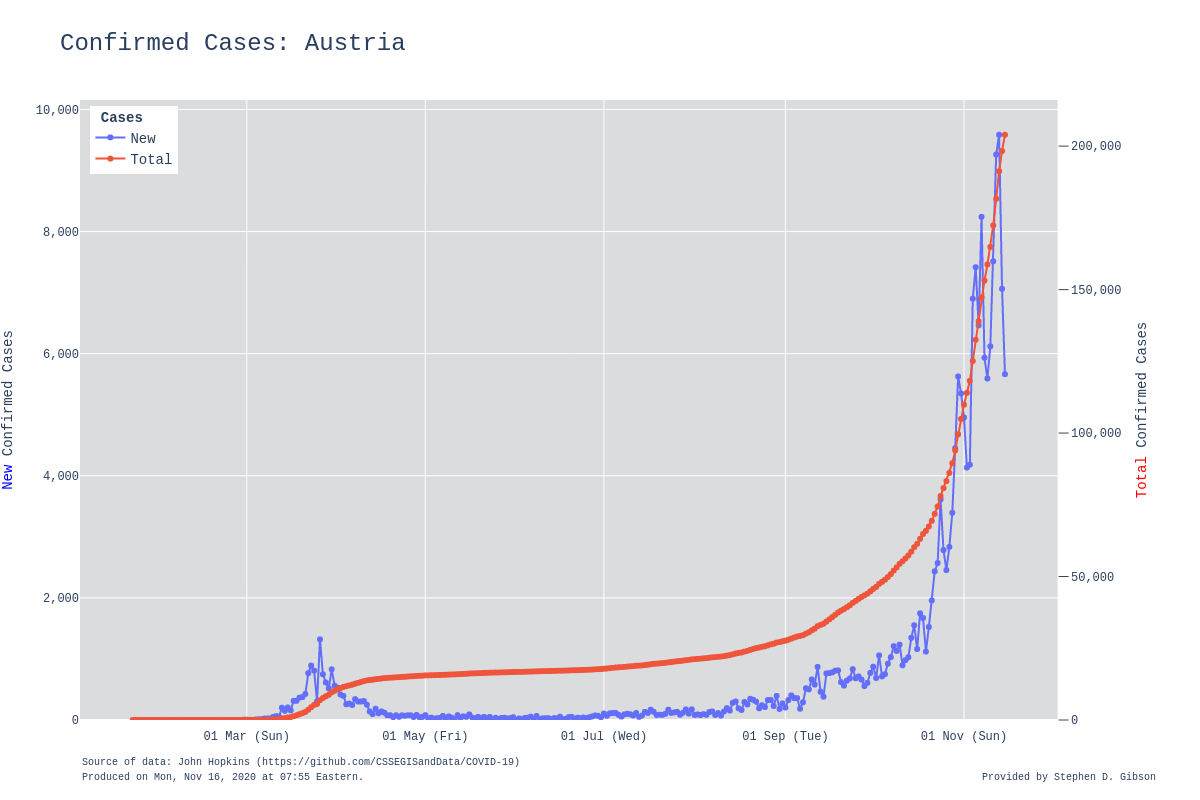 Confirmed Cases: Austria
Cases
New
Total
10,000
8,000
6,000
4,000
2,000
0
200,000
150,000
100,000
50,000
0
New Confirmed Cases
Total Confirmed Cases
01 Mar (Sun)
01 May (Fri)
01 Jul (Wed)
01 Sep (Tue)
01 Nov (Sun)
Source of data: John Hopkins (https://github.com/CSSEGISandData/COVID-19)
Produced on Mon, Nov 16, 2020 at 07:55 Eastern.
Provided by Stephen D. Gibson